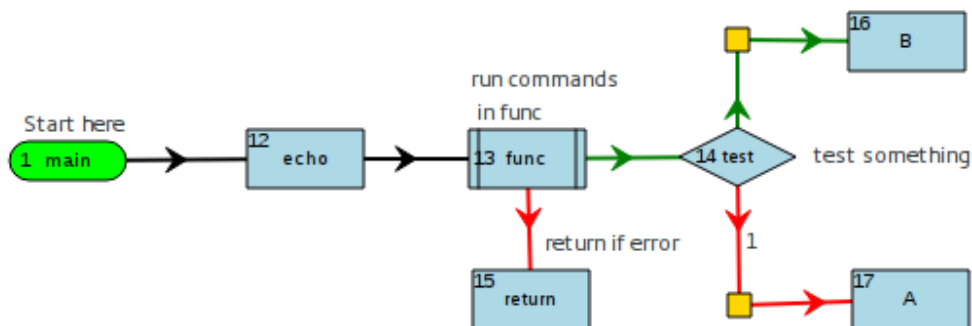 16
B
run commands
in func
Start here
1 main
12
echo
13 func
14 test
test something
return if error
1
15
return
17
A